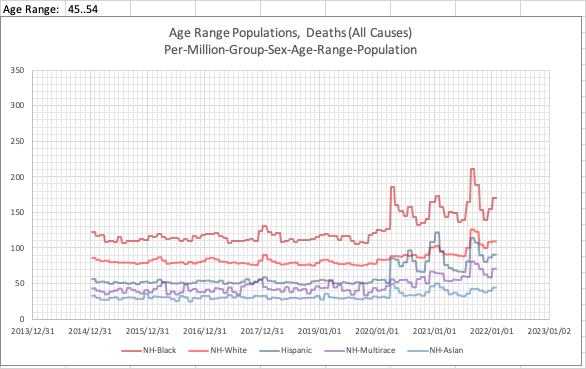 Age Range: 45..54
Age Range Populations, Deaths (All Causes)
Per-Million-Group-Sex-Age-Range-Population
350
300
250
200
150
100
50
0
2013/12/31 2014/12/31 2015/12/31 2016/12/31 2017/12/31 2019/01/01 2020/01/01 2021/01/01 2022/01/01 2023/01/02
NH-Black NH-White Hispanic NH-Multirace NH-Asian